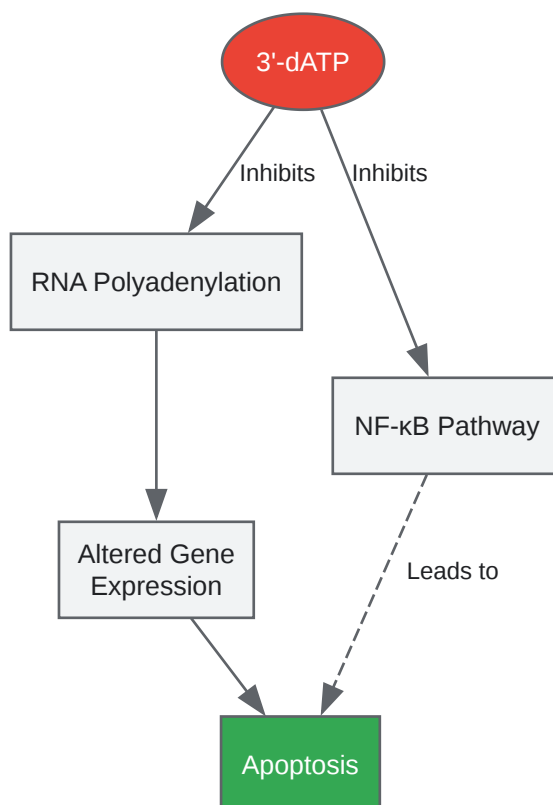 3'-dATP
Inhibits
Inhibits
RNA Polyadenylation
NF-κB Pathway
Altered Gene
Expression
Leads to
Apoptosis